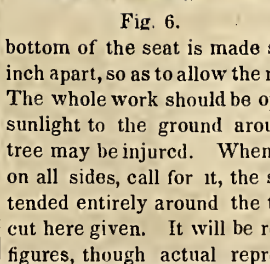 Fig. 6.
bottom of the seat is made
inch apart, so as to allow the
The whole work should be
sunlight to the ground
tree may be injured. When
on all sides, call for it, the
tended entirely around the
cut here given. It will be
figures, though actual